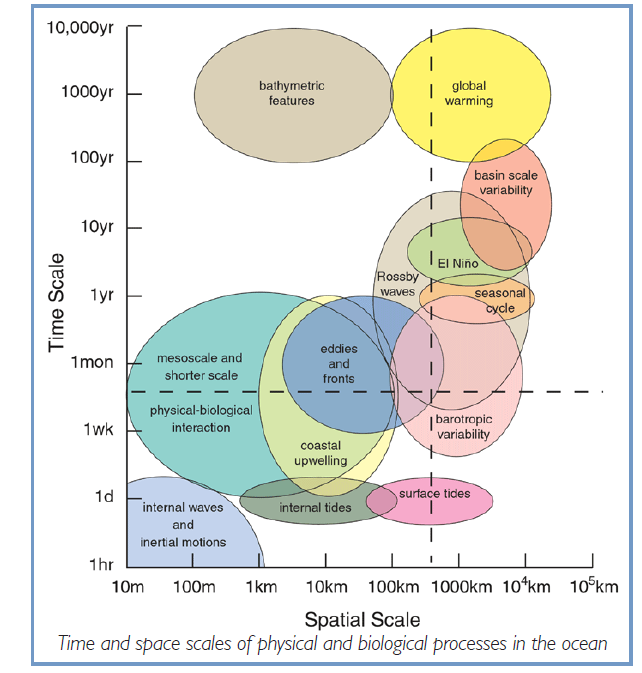 10,000yr
1000yr
100yr
10yr
1yr
1mon
1wk
1d
1hr
Time Scale
bathymetric
features
global
warming
basin scale
variability
El Niño
Rossby
waves
seasonal
cycle
eddies
and
fronts
mesoscale and
shorter scale
physical-biological
interaction
barotropic
variability
coastal
upwelling
surface tides
internal tides
internal waves
and
inertial motions
10m 100m 1km 10km 100km 1000km 10⁴km 10⁵km
Spatial Scale
Time and space scales of physical and biological processes in the ocean